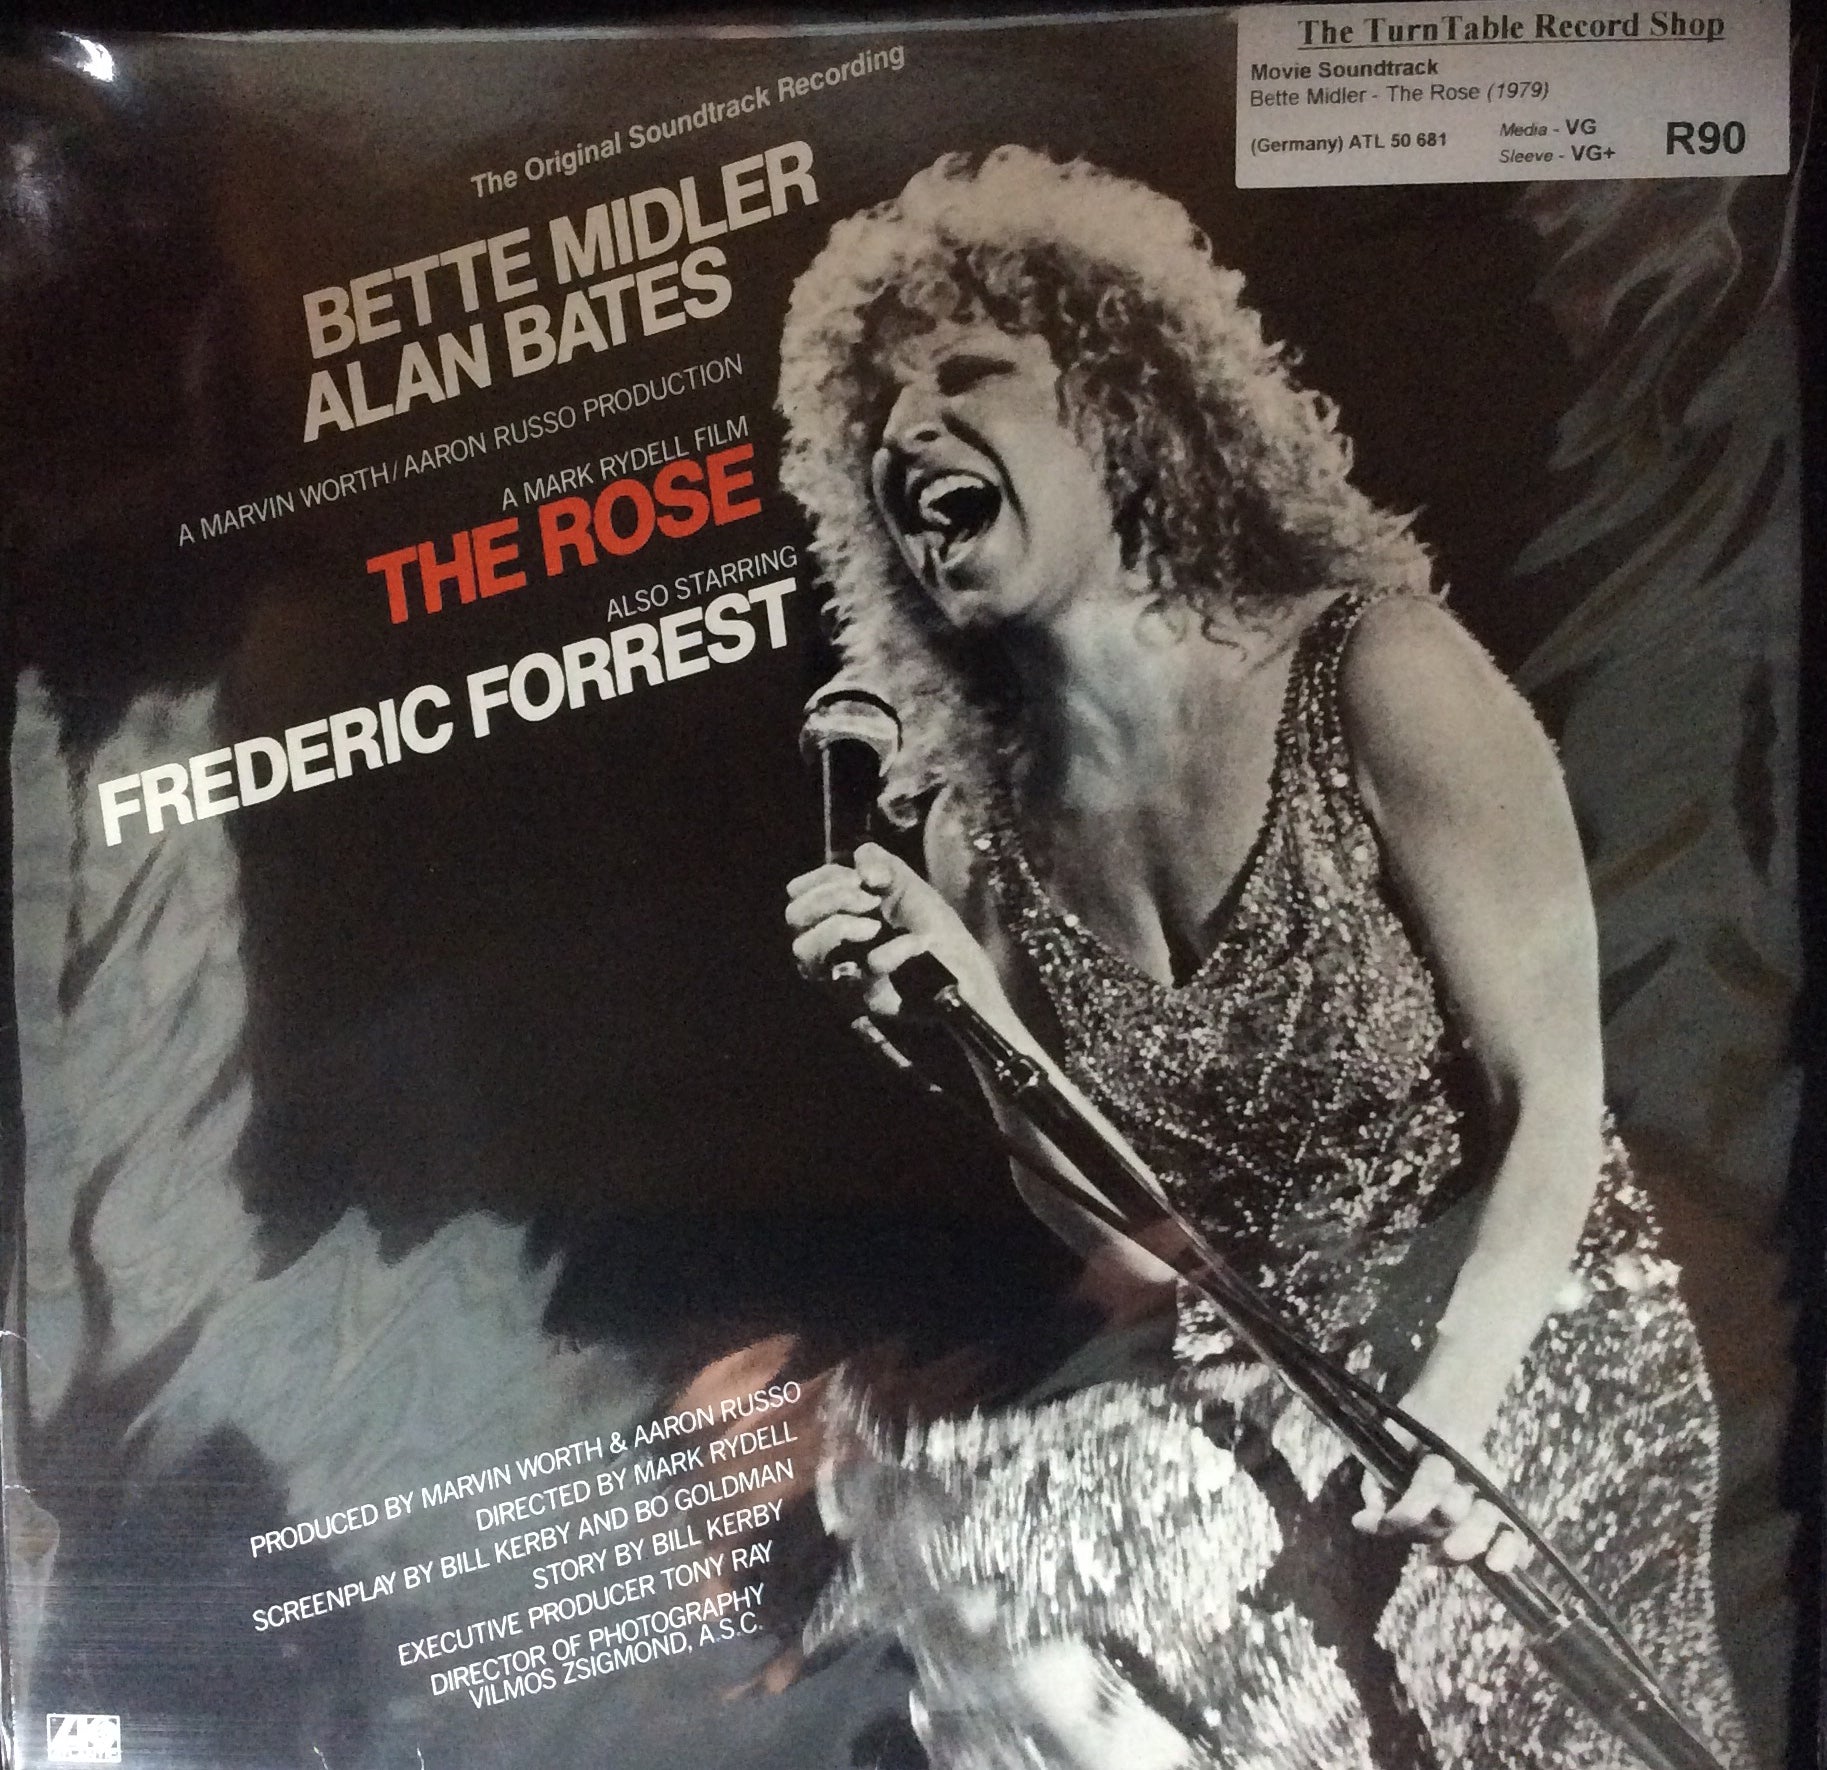 The TurnTable Record Shop
Movie Soundtrack
Bette Midler - The Rose (1979)
(Germany) ATL 50 681
Media - VG
Sleeve - VG+
R90
The Original Soundtrack Recording
BETTE MIDLER
ALAN BATES
A MARVIN WORTH/AARON RUSSO PRODUCTION
A MARK RYDELL FILM
THE ROSE
ALSO STARRING
FREDERIC FORREST
PRODUCED BY MARVIN WORTH & AARON RUSSO
DIRECTED BY MARK RYDELL
SCREENPLAY BY BILL KERBY AND BO GOLDMAN
STORY BY BILL KERBY
EXECUTIVE PRODUCER TONY RAY
DIRECTOR OF PHOTOGRAPHY
VILMOS ZSIGMOND, A.S.C.
ATLANTIC